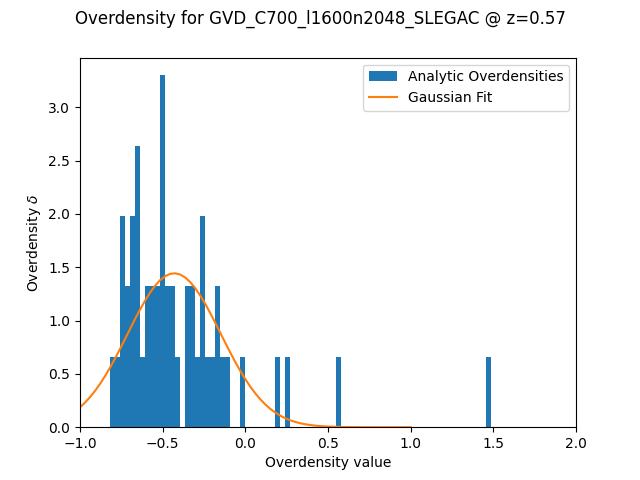 Overdensity for GVD_C700_l1600n2048_SLEGAC @ z=0.57
Analytic Overdensities
Gaussian Fit
Overdensity δ
3.0
2.5
2.0
1.5
1.0
0.5
0.0
−1.0 −0.5 0.0 0.5 1.0 1.5 2.0
Overdensity value